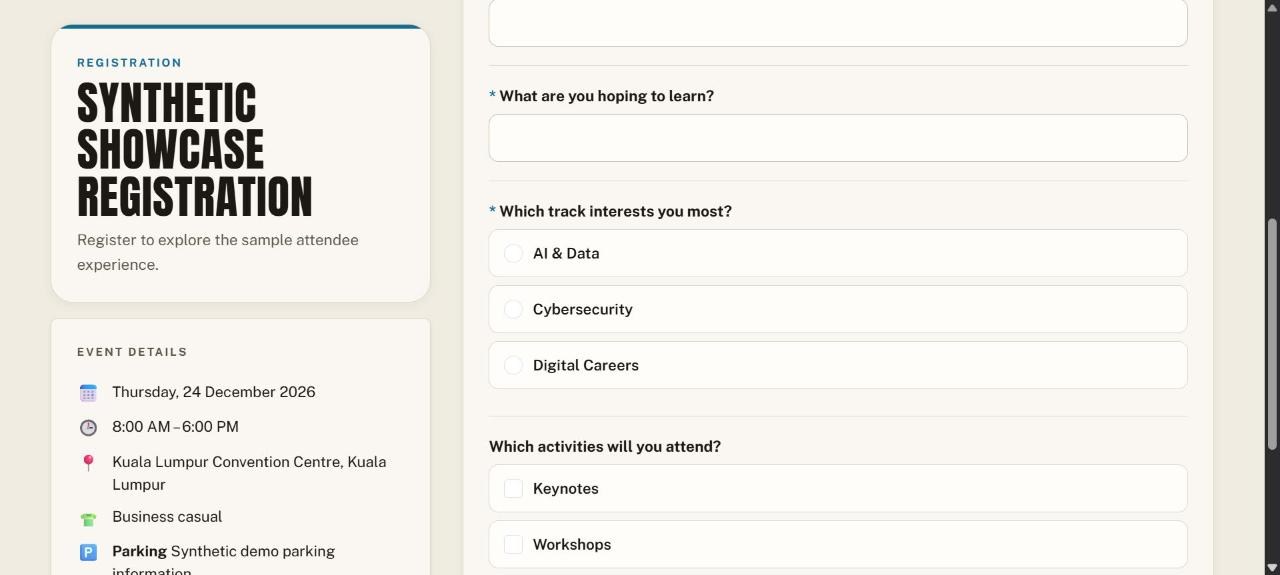 REGISTRATION
SYNTHETIC
SHOWCASE
REGISTRATION
Register to explore the sample attendee
experience.
EVENT DETAILS
Thursday, 24 December 2026
8:00 AM – 6:00 PM
Kuala Lumpur Convention Centre, Kuala
Lumpur
Business casual
P
Parking Synthetic demo parking
information
* What are you hoping to learn?
* Which track interests you most?
AI & Data
Cybersecurity
Digital Careers
Which activities will you attend?
Keynotes
Workshops